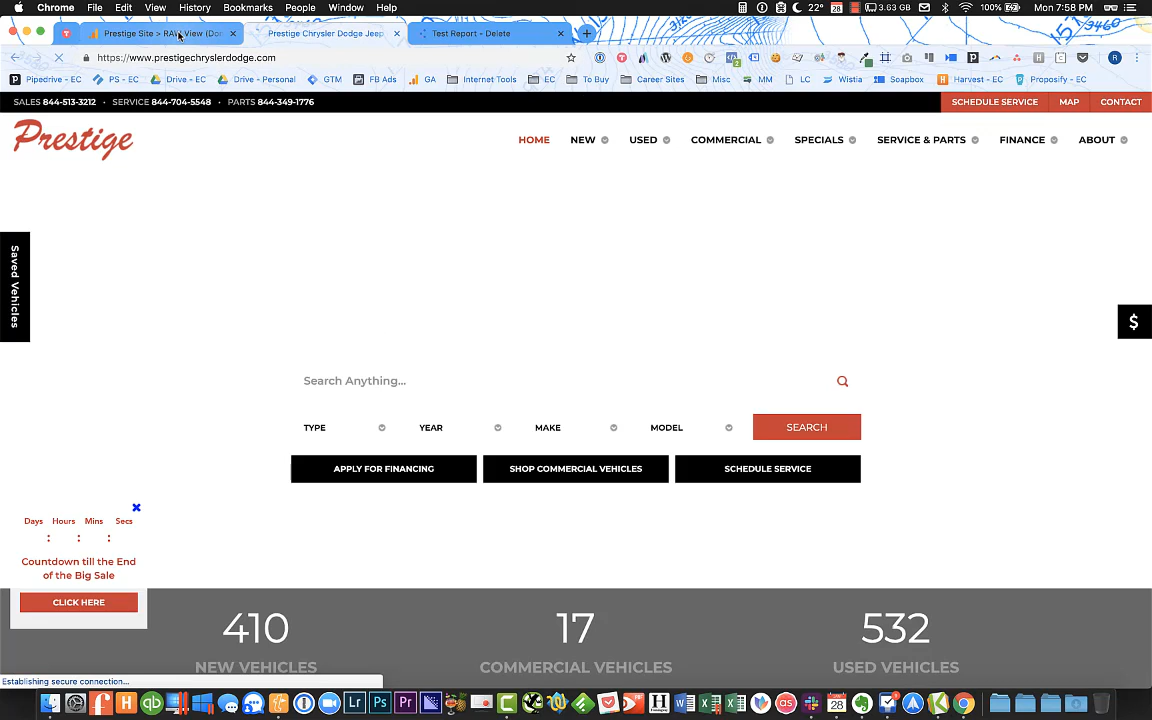 Chrome File Edit View History Bookmarks People Window Help 28 22° 3.63 GB 100% Mon 7:58 PM
Prestige Site > RAW View (Do Prestige Chrysler Dodge Jeep Test Report - Delete
https://www.prestigechryslerdodge.com
Pipedrive - EC PS - EC Drive - EC Drive - Personal GTM FB Ads GA Internet Tools EC To Buy Career Sites Misc MM LC Wistia Soapbox Harvest - EC Proposify - EC
SALES 844-513-3212 • SERVICE 844-704-5548 • PARTS 844-349-1776 SCHEDULE SERVICE MAP CONTACT
Prestige HOME NEW USED COMMERCIAL SPECIALS SERVICE & PARTS FINANCE ABOUT
Saved Vehicles
$
Search Anything...
TYPE YEAR MAKE MODEL SEARCH
APPLY FOR FINANCING SHOP COMMERCIAL VEHICLES SCHEDULE SERVICE
Days Hours Mins Secs
: : :
Countdown till the End
of the Big Sale
CLICK HERE
410 17 532
NEW VEHICLES COMMERCIAL VEHICLES USED VEHICLES
Establishing secure connection...